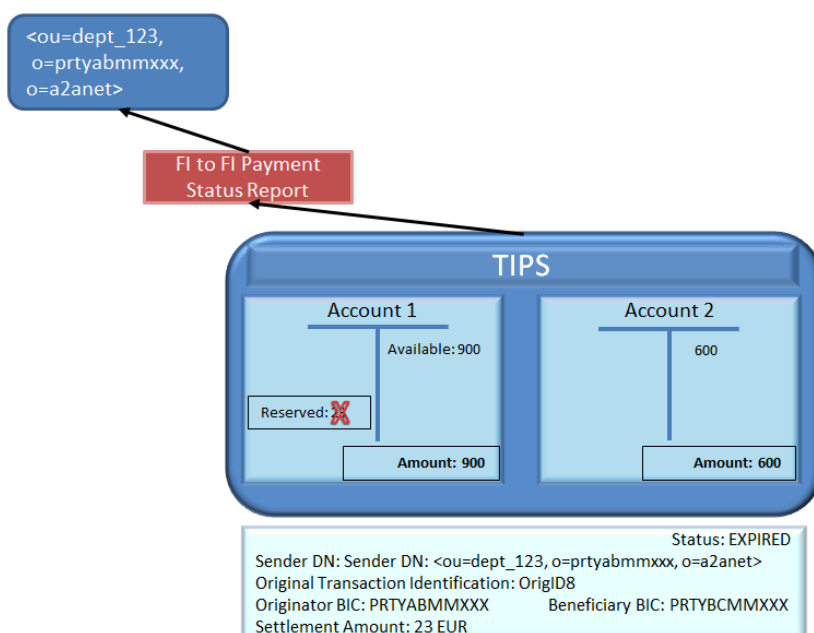 <ou=dept_123,
o=prtyabmmxxx,
o=a2anet>
FI to FI Payment
Status Report
TIPS
Account 1
Available: 900
Reserved: 23
Amount: 900
Account 2
600
Amount: 600
Status: EXPIRED
Sender DN: Sender DN: <ou=dept_123, o=prtyabmmxxx, o=a2anet>
Original Transaction Identification: OrigID8
Originator BIC: PRTYABMMXXX Beneficiary BIC: PRTYBCMMXXX
Settlement Amount: 23 EUR